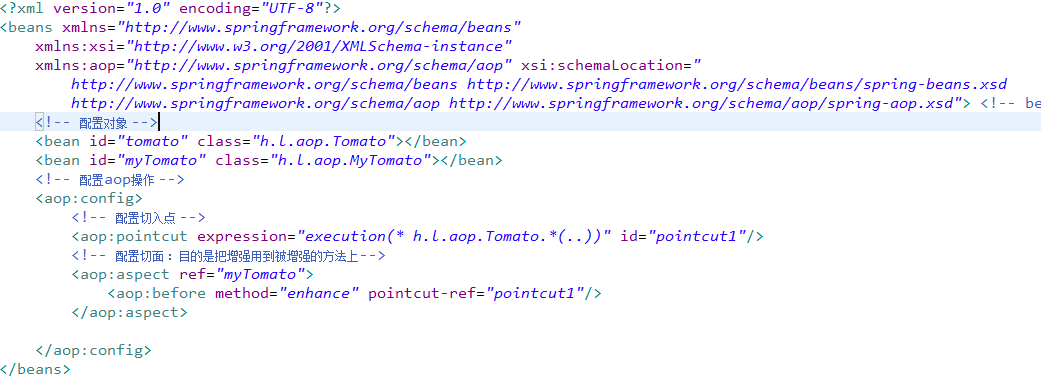 <?xml version="1.0" encoding="UTF-8"?>
<beans xmlns="http://www.springframework.org/schema/beans"
xmlns:xsi="http://www.w3.org/2001/XMLSchema-instance"
xmlns:aop="http://www.springframework.org/schema/aop" xsi:schemaLocation="
http://www.springframework.org/schema/beans http://www.springframework.org/schema/beans/spring-beans.xsd
http://www.springframework.org/schema/aop http://www.springframework.org/schema/aop/spring-aop.xsd"> <!-- be
<!-- 配置对象 -->
<bean id="tomato" class="h.l.aop.Tomato"></bean>
<bean id="myTomato" class="h.l.aop.MyTomato"></bean>
<!-- 配置aop操作 -->
<aop:config>
<!-- 配置切入点 -->
<aop:pointcut expression="execution(* h.l.aop.Tomato.*(..))" id="pointcut1"/>
<!-- 配置切面：目的是把增强用到被增强的方法上-->
<aop:aspect ref="myTomato">
<aop:before method="enhance" pointcut-ref="pointcut1"/>
</aop:aspect>
</aop:config>
</beans>